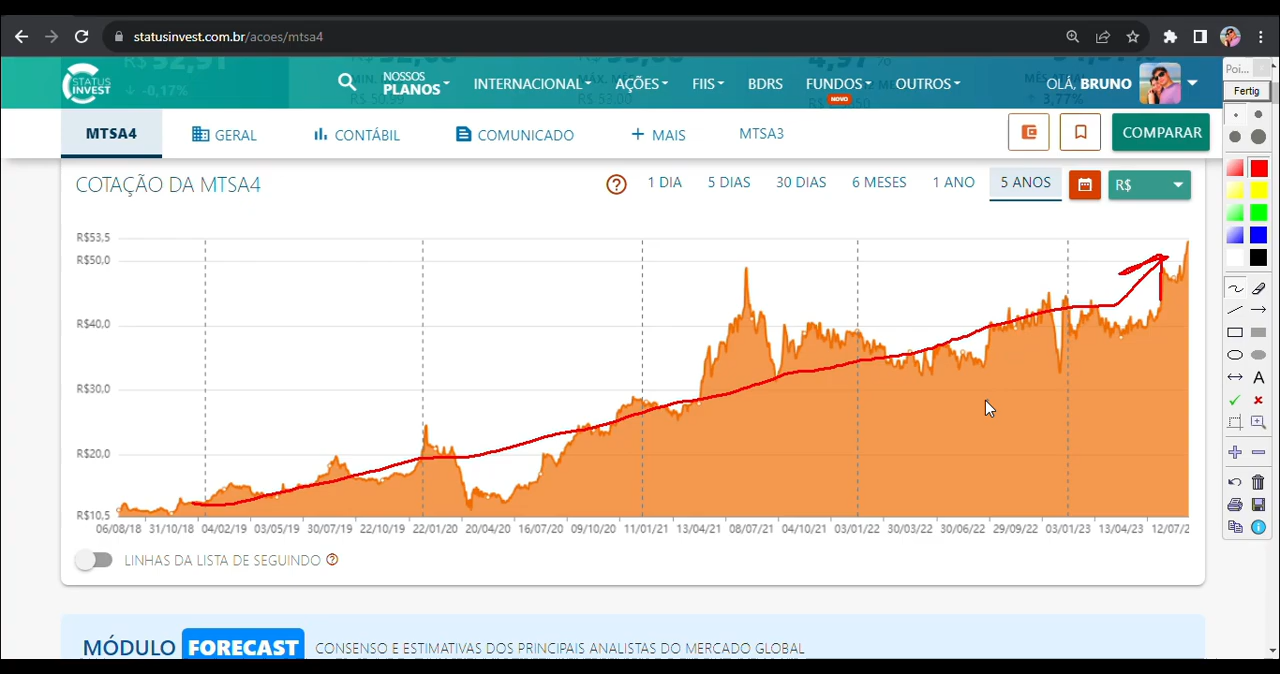 statusinvest.com.br/acoes/mtsa4
R$ 52,91
-0,17%
STATUS
INVEST
NOSSOS
PLANOS
INTERNACIONAL
AÇÕES
FIIS
BDRS
FUNDOS
NOVO
OUTROS
OLÁ, BRUNO
MTSA4
GERAL
CONTÁBIL
COMUNICADO
MAIS
MTSA3
COMPARAR
COTAÇÃO DA MTSA4
1 DIA
5 DIAS
30 DIAS
6 MESES
1 ANO
5 ANOS
R$
R$53,5
R$50,0
R$40,0
R$30,0
R$20,0
R$10,5
06/08/18 31/10/18 04/02/19 03/05/19 30/07/19 22/10/19 22/01/20 20/04/20 16/07/20 09/10/20 11/01/21 13/04/21 08/07/21 04/10/21 03/01/22 30/03/22 30/06/22 29/09/22 03/01/23 13/04/23 12/07/2
LINHAS DA LISTA DE SEGUINDO
MÓDULO FORECAST CONSENSO E ESTIMATIVAS DOS PRINCIPAIS ANALISTAS DO MERCADO GLOBAL
Poi...
Fertig
A